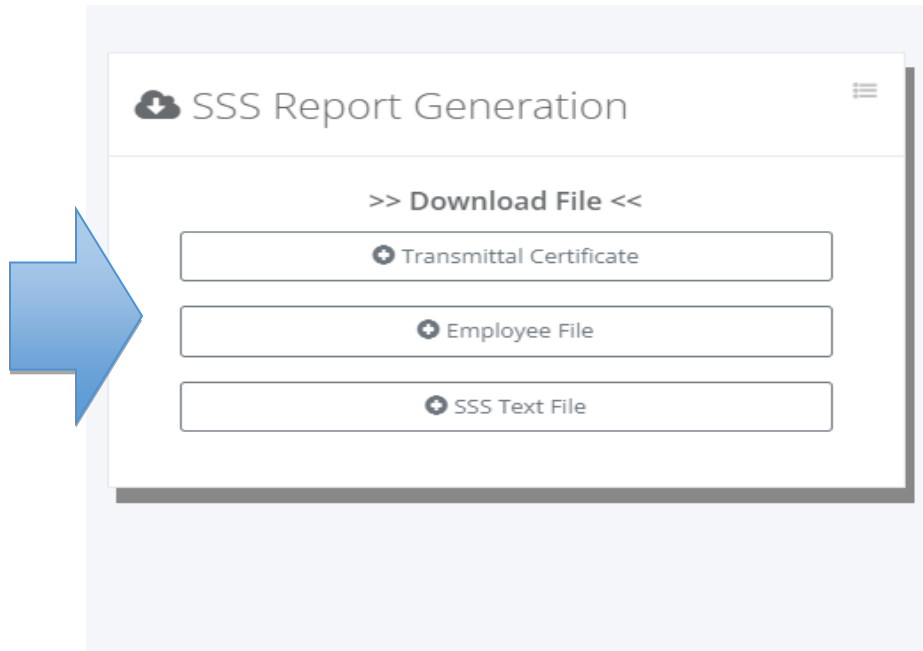 SSS Report Generation
>> Download File <<
Transmittal Certificate
Employee File
SSS Text File